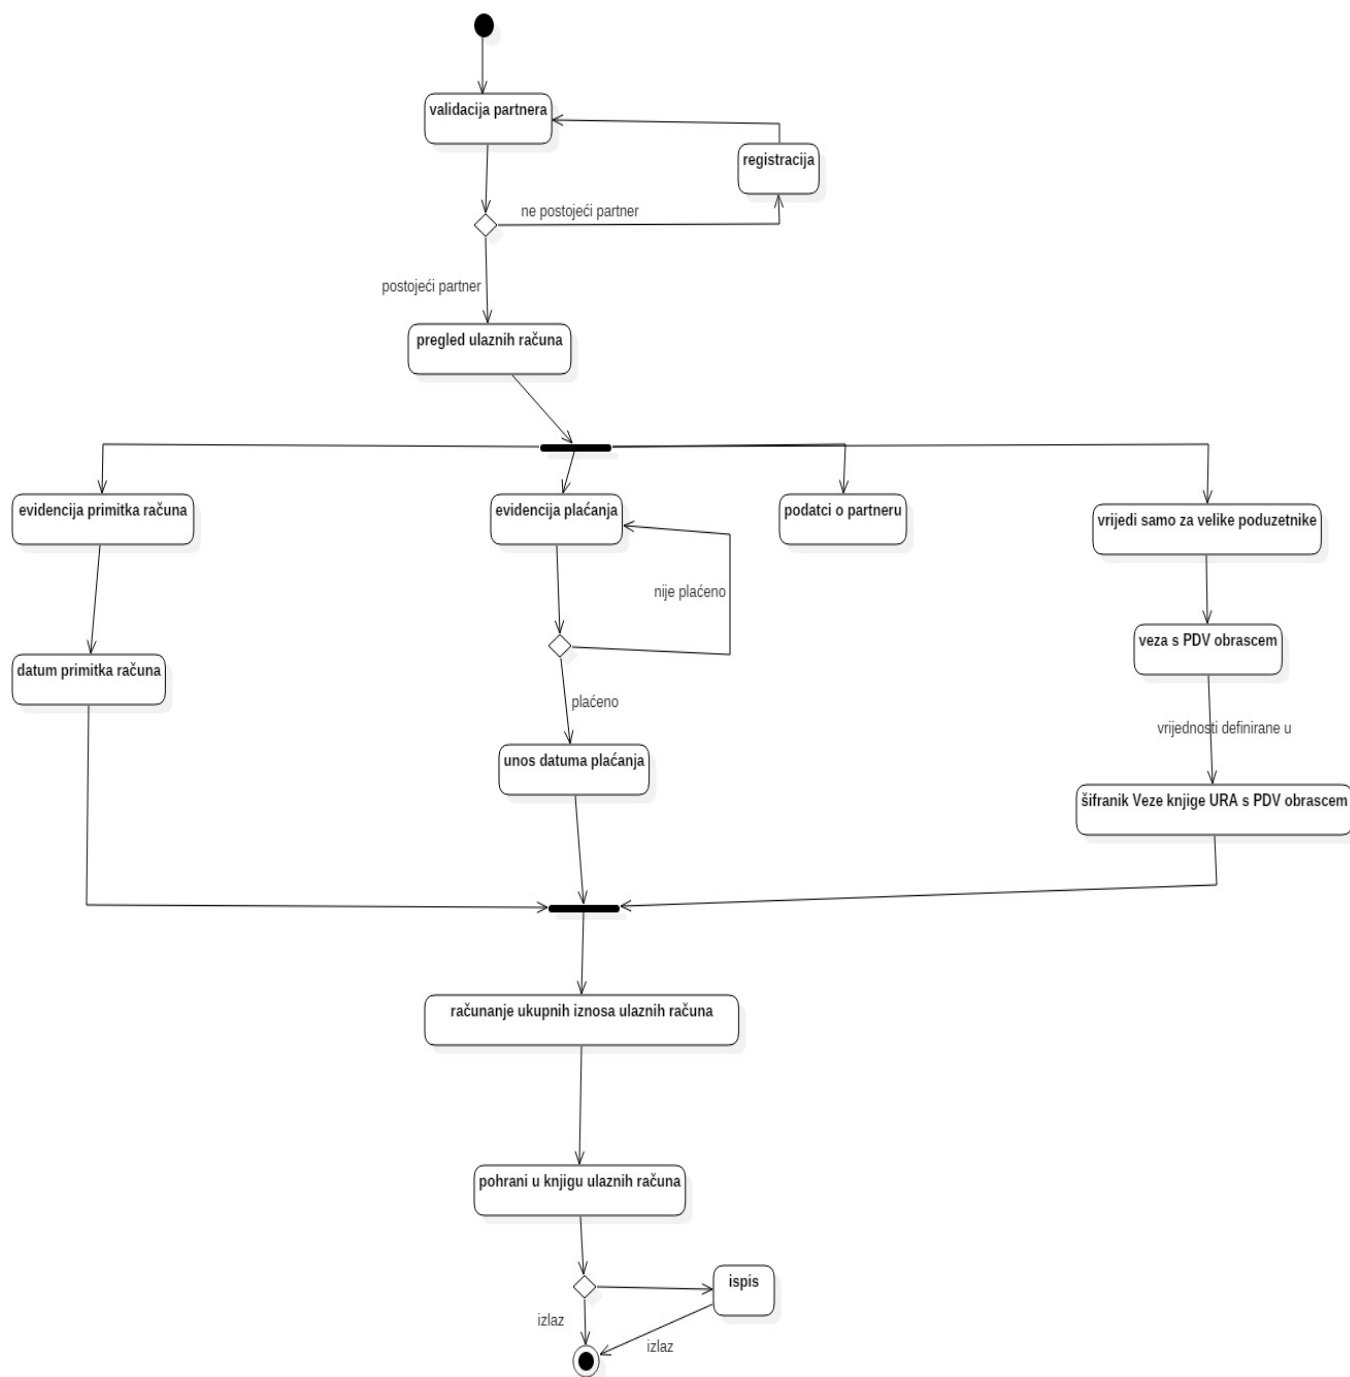 validacija partnera
registracija
ne postojeći partner
postojeći partner
pregled ulaznih računa
evidencija primitka računa
evidencija plaćanja
podatci o partneru
vrijedi samo za velike poduzetnike
nije plaćeno
veza s PDV obrascem
datum primitka računa
plaćeno
vrijednosti definirane u
unos datuma plaćanja
šifranik Veze knjige URA s PDV obrascem
računanje ukupnih iznosa ulaznih računa
pohrani u knjigu ulaznih računa
ispis
izlaz
izlaz